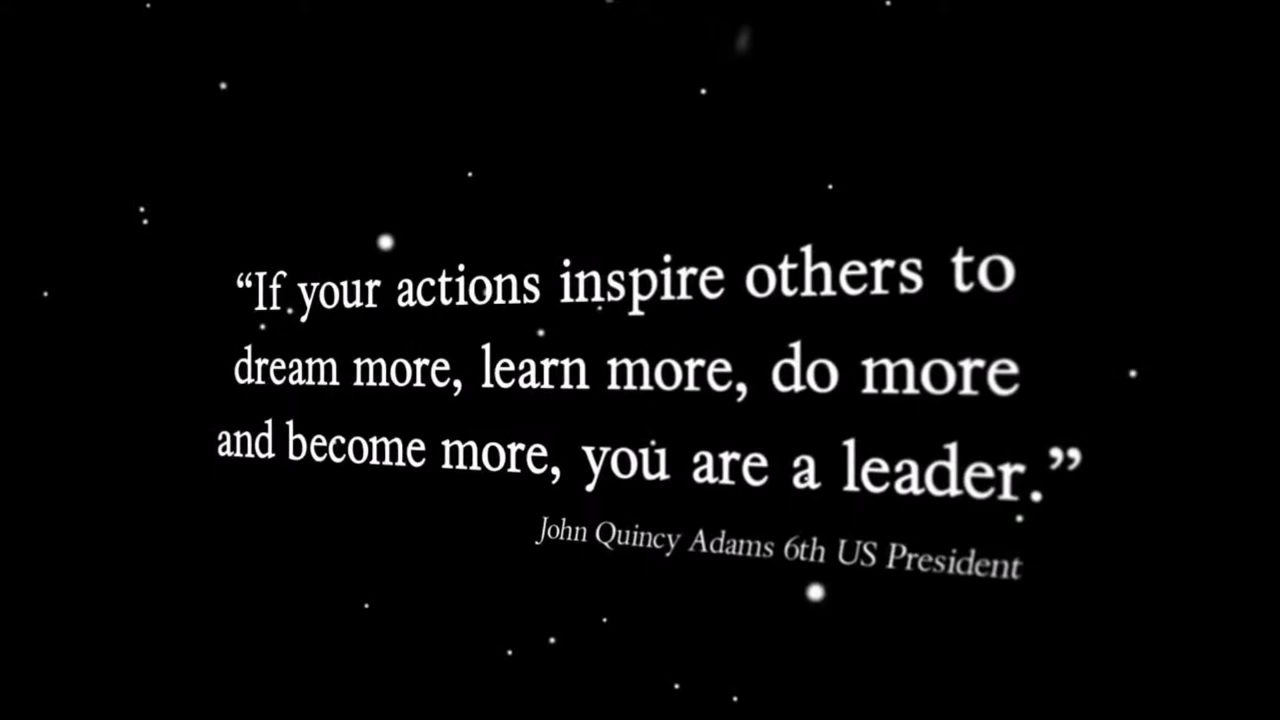 “If your actions inspire others to
dream more, learn more, do more
and become more, you are a leader.”
John Quincy Adams 6th US President